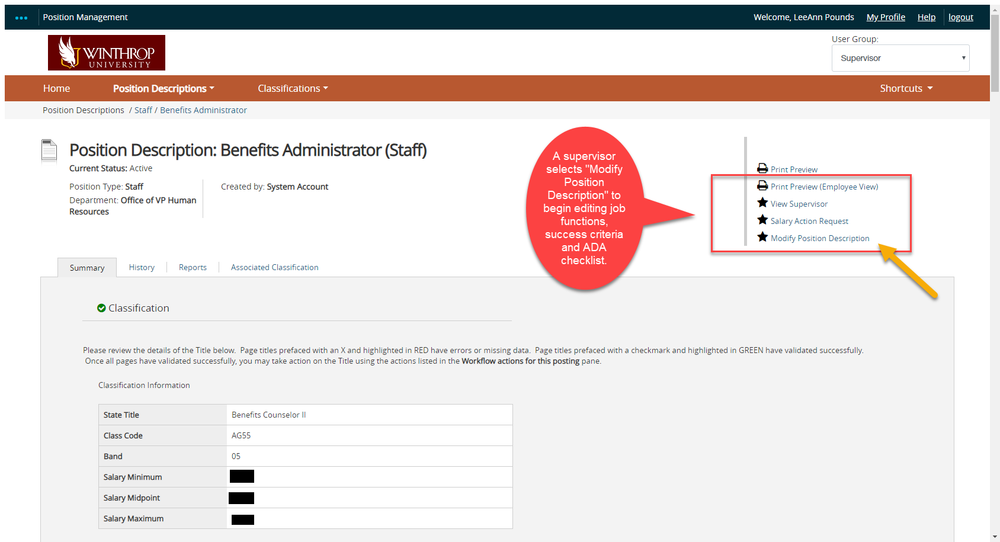 Position Management
Welcome, LeeAnn Pounds
My Profile
Help
logout
WINTHROP
UNIVERSITY
User Group:
Supervisor
Home
Position Descriptions
Classifications
Shortcuts
Position Descriptions / Staff / Benefits Administrator
Position Description: Benefits Administrator (Staff)
Current Status: Active
Position Type: Staff
Department: Office of VP Human
Resources
Created by: System Account
A supervisor
selects "Modify
Position
Description" to
begin editing job
functions,
success criteria
and ADA
checklist.
Print Preview
Print Preview (Employee View)
View Supervisor
Salary Action Request
Modify Position Description
Summary
History
Reports
Associated Classification
Classification
Please review the details of the Title below.  Page titles prefaced with an X and highlighted in RED have errors or missing data.  Page titles prefaced with a checkmark and highlighted in GREEN have validated successfully.
Once all pages have validated successfully, you may take action on the Title using the actions listed in the Workflow actions for this posting pane.
Classification Information
State Title
Benefits Counselor II
Class Code
AG55
Band
05
Salary Minimum
Salary Midpoint
Salary Maximum